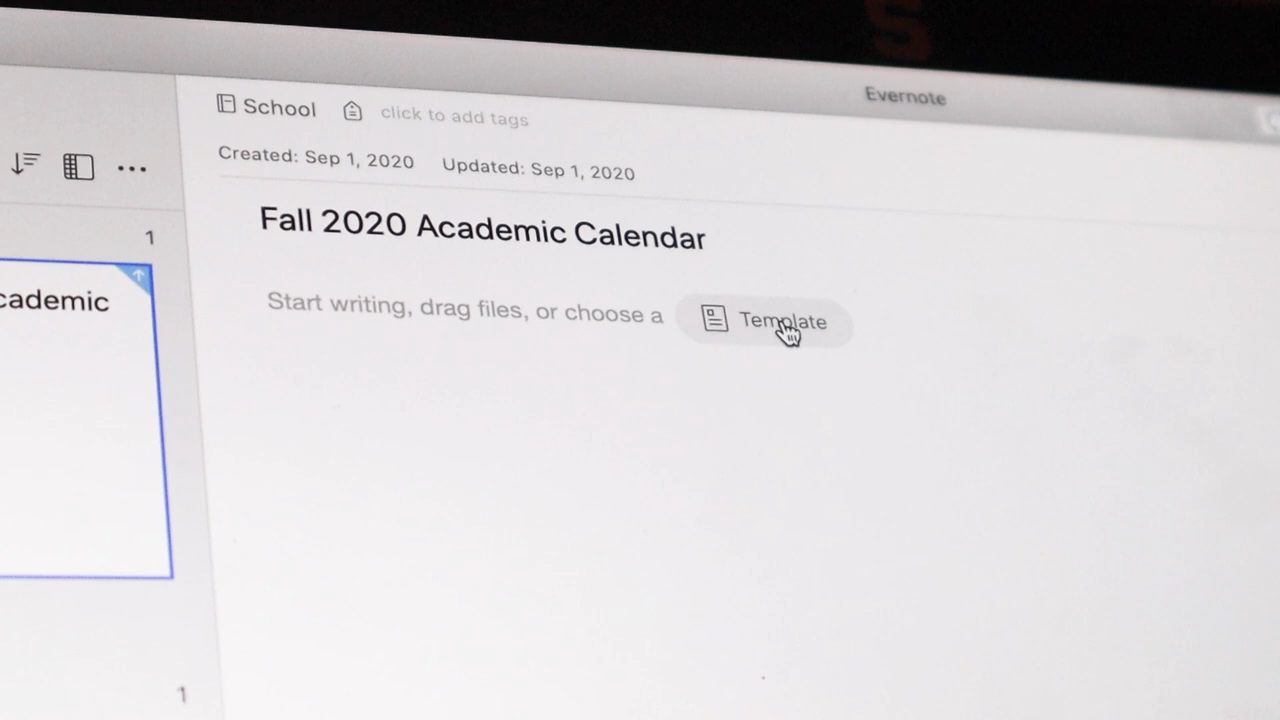 S
Evernote
School click to add tags
Created: Sep 1, 2020 Updated: Sep 1, 2020
1
Fall 2020 Academic Calendar
cademic
Start writing, drag files, or choose a Template
1